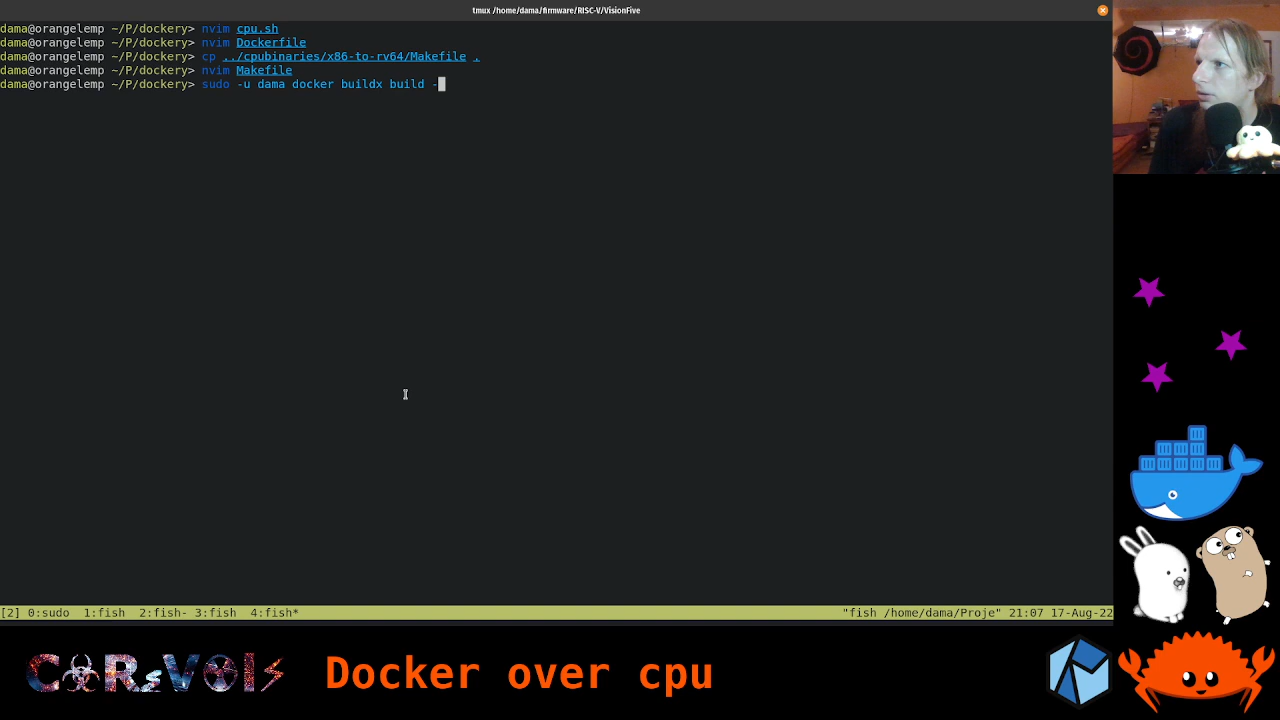 tmux /home/dama/firmware/RISC-V/VisionFive
dama@orangelemp ~/P/dockery> nvim cpu.sh
dama@orangelemp ~/P/dockery> nvim Dockerfile
dama@orangelemp ~/P/dockery> cp ../cpubinaries/x86-to-rv64/Makefile .
dama@orangelemp ~/P/dockery> nvim Makefile
dama@orangelemp ~/P/dockery> sudo -u dama docker buildx build -
[2] 0:sudo  1:fish  2:fish- 3:fish  4:fish*
"fish /home/dama/Proje" 21:07 17-Aug-22
Docker over cpu